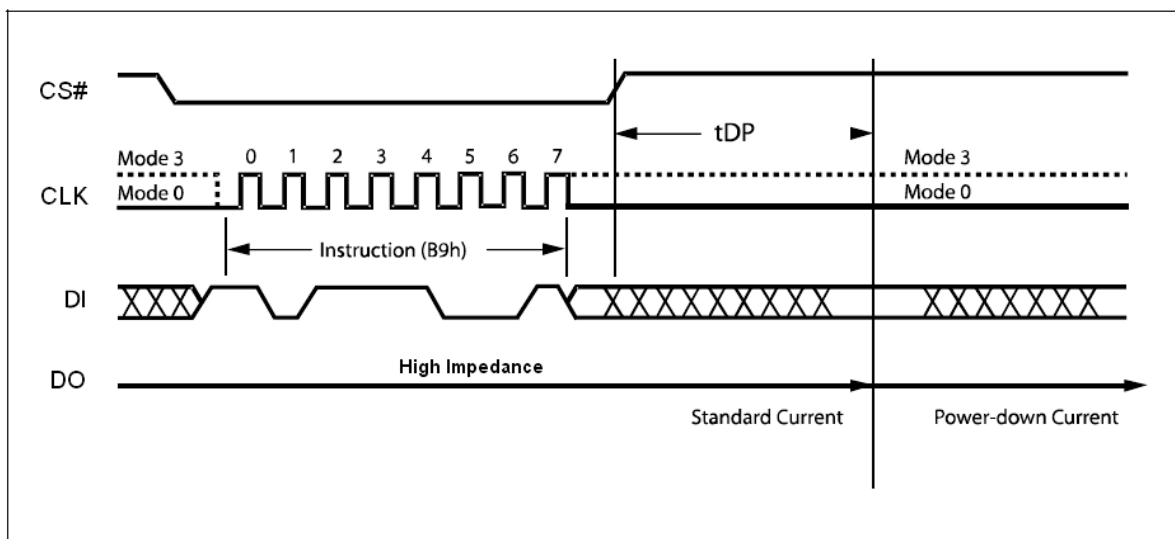 CS#
tDP
Mode 3
0 1 2 3 4 5 6 7
Mode 3
CLK
Mode 0
Mode 0
Instruction (B9h)
DI
High Impedance
DO
Standard Current
Power-down Current